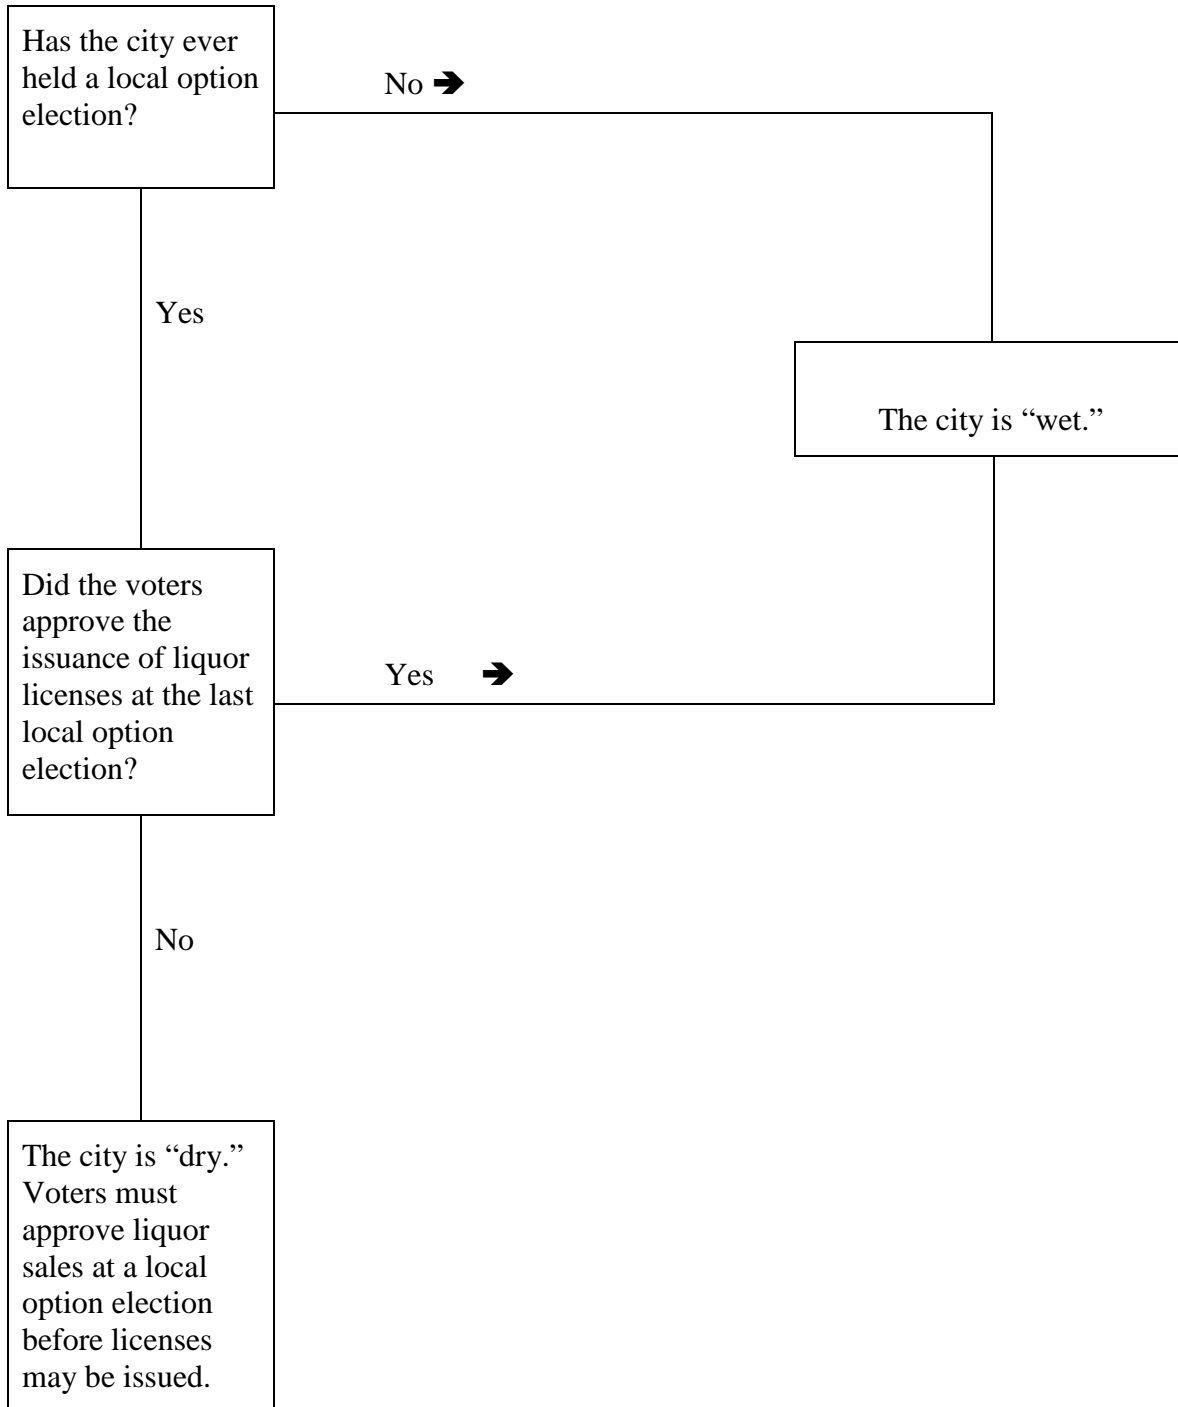 Has the city ever
held a local option
election?
No ➔
Yes
The city is “wet.”
Did the voters
approve the
issuance of liquor
licenses at the last
local option
election?
Yes ➔
No
The city is “dry.”
Voters must
approve liquor
sales at a local
option election
before licenses
may be issued.